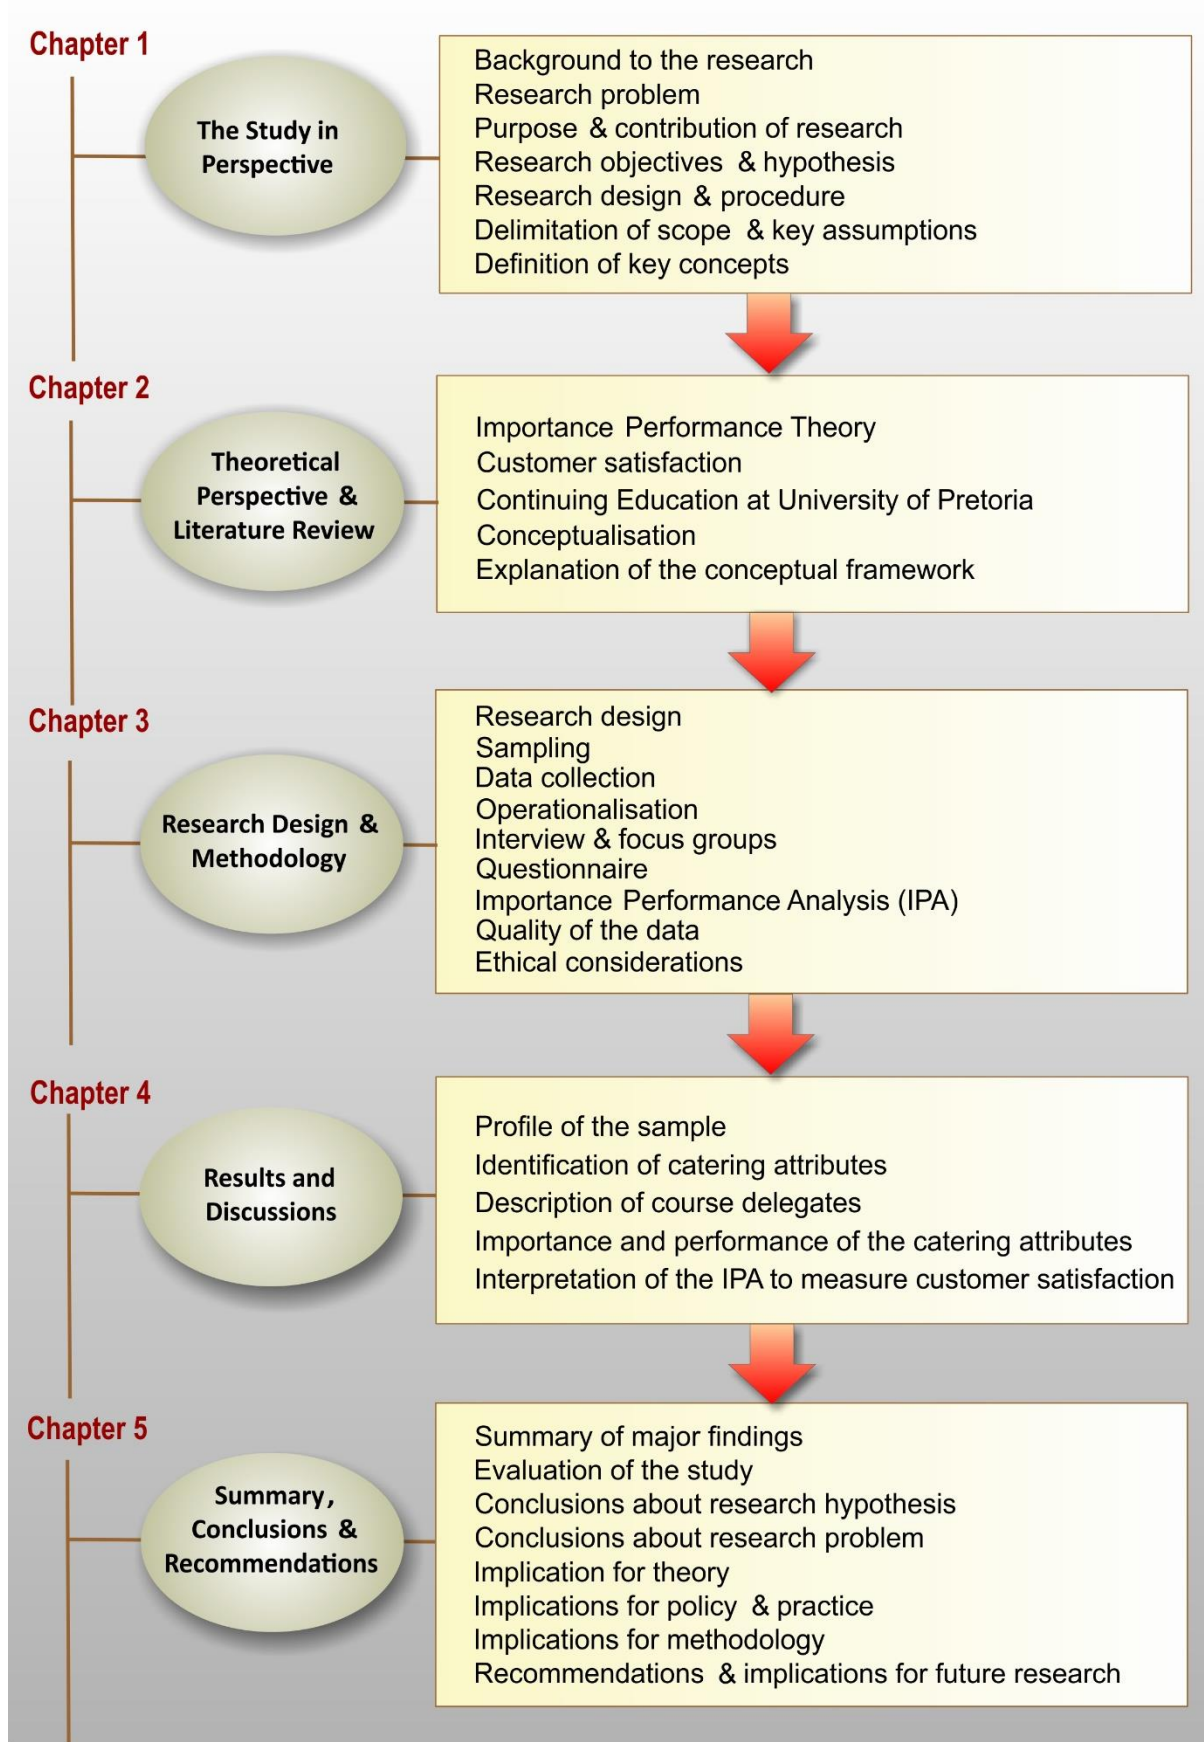 Chapter 1
The Study in
Perspective
Background to the research
Research problem
Purpose & contribution of research
Research objectives & hypothesis
Research design & procedure
Delimitation of scope & key assumptions
Definition of key concepts
Chapter 2
Theoretical
Perspective &
Literature Review
Importance Performance Theory
Customer satisfaction
Continuing Education at University of Pretoria
Conceptualisation
Explanation of the conceptual framework
Chapter 3
Research Design &
Methodology
Research design
Sampling
Data collection
Operationalisation
Interview & focus groups
Questionnaire
Importance Performance Analysis (IPA)
Quality of the data
Ethical considerations
Chapter 4
Results and
Discussions
Profile of the sample
Identification of catering attributes
Description of course delegates
Importance and performance of the catering attributes
Interpretation of the IPA to measure customer satisfaction
Chapter 5
Summary,
Conclusions &
Recommendations
Summary of major findings
Evaluation of the study
Conclusions about research hypothesis
Conclusions about research problem
Implication for theory
Implications for policy & practice
Implications for methodology
Recommendations & implications for future research